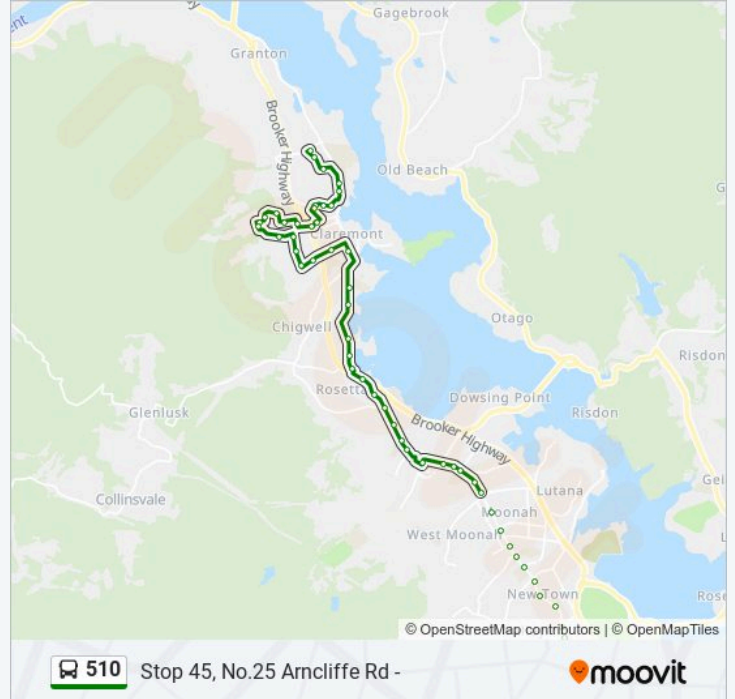 Gagebrook
Granton
Brooker Highway
Old Beach
Claremont
Otago
Chigwell
Risdon
Rosetta
Dowsing Point
Glenlusk
Risdon
Brooker Highway
Lutana
Collinsvale
Moonah
West Moonah
New Town
© OpenStreetMap contributors | © OpenMapTiles
510 Stop 45, No.25 Arncliffe Rd -
moovit